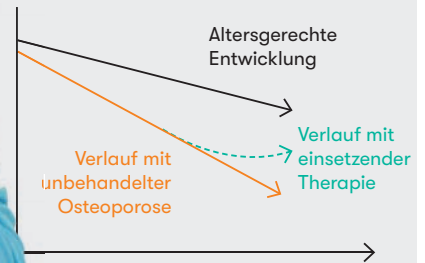 Altersgerechte
Entwicklung
Verlauf mit
einsetzender
Therapie
Verlauf mit
unbehandelter
Osteoporose